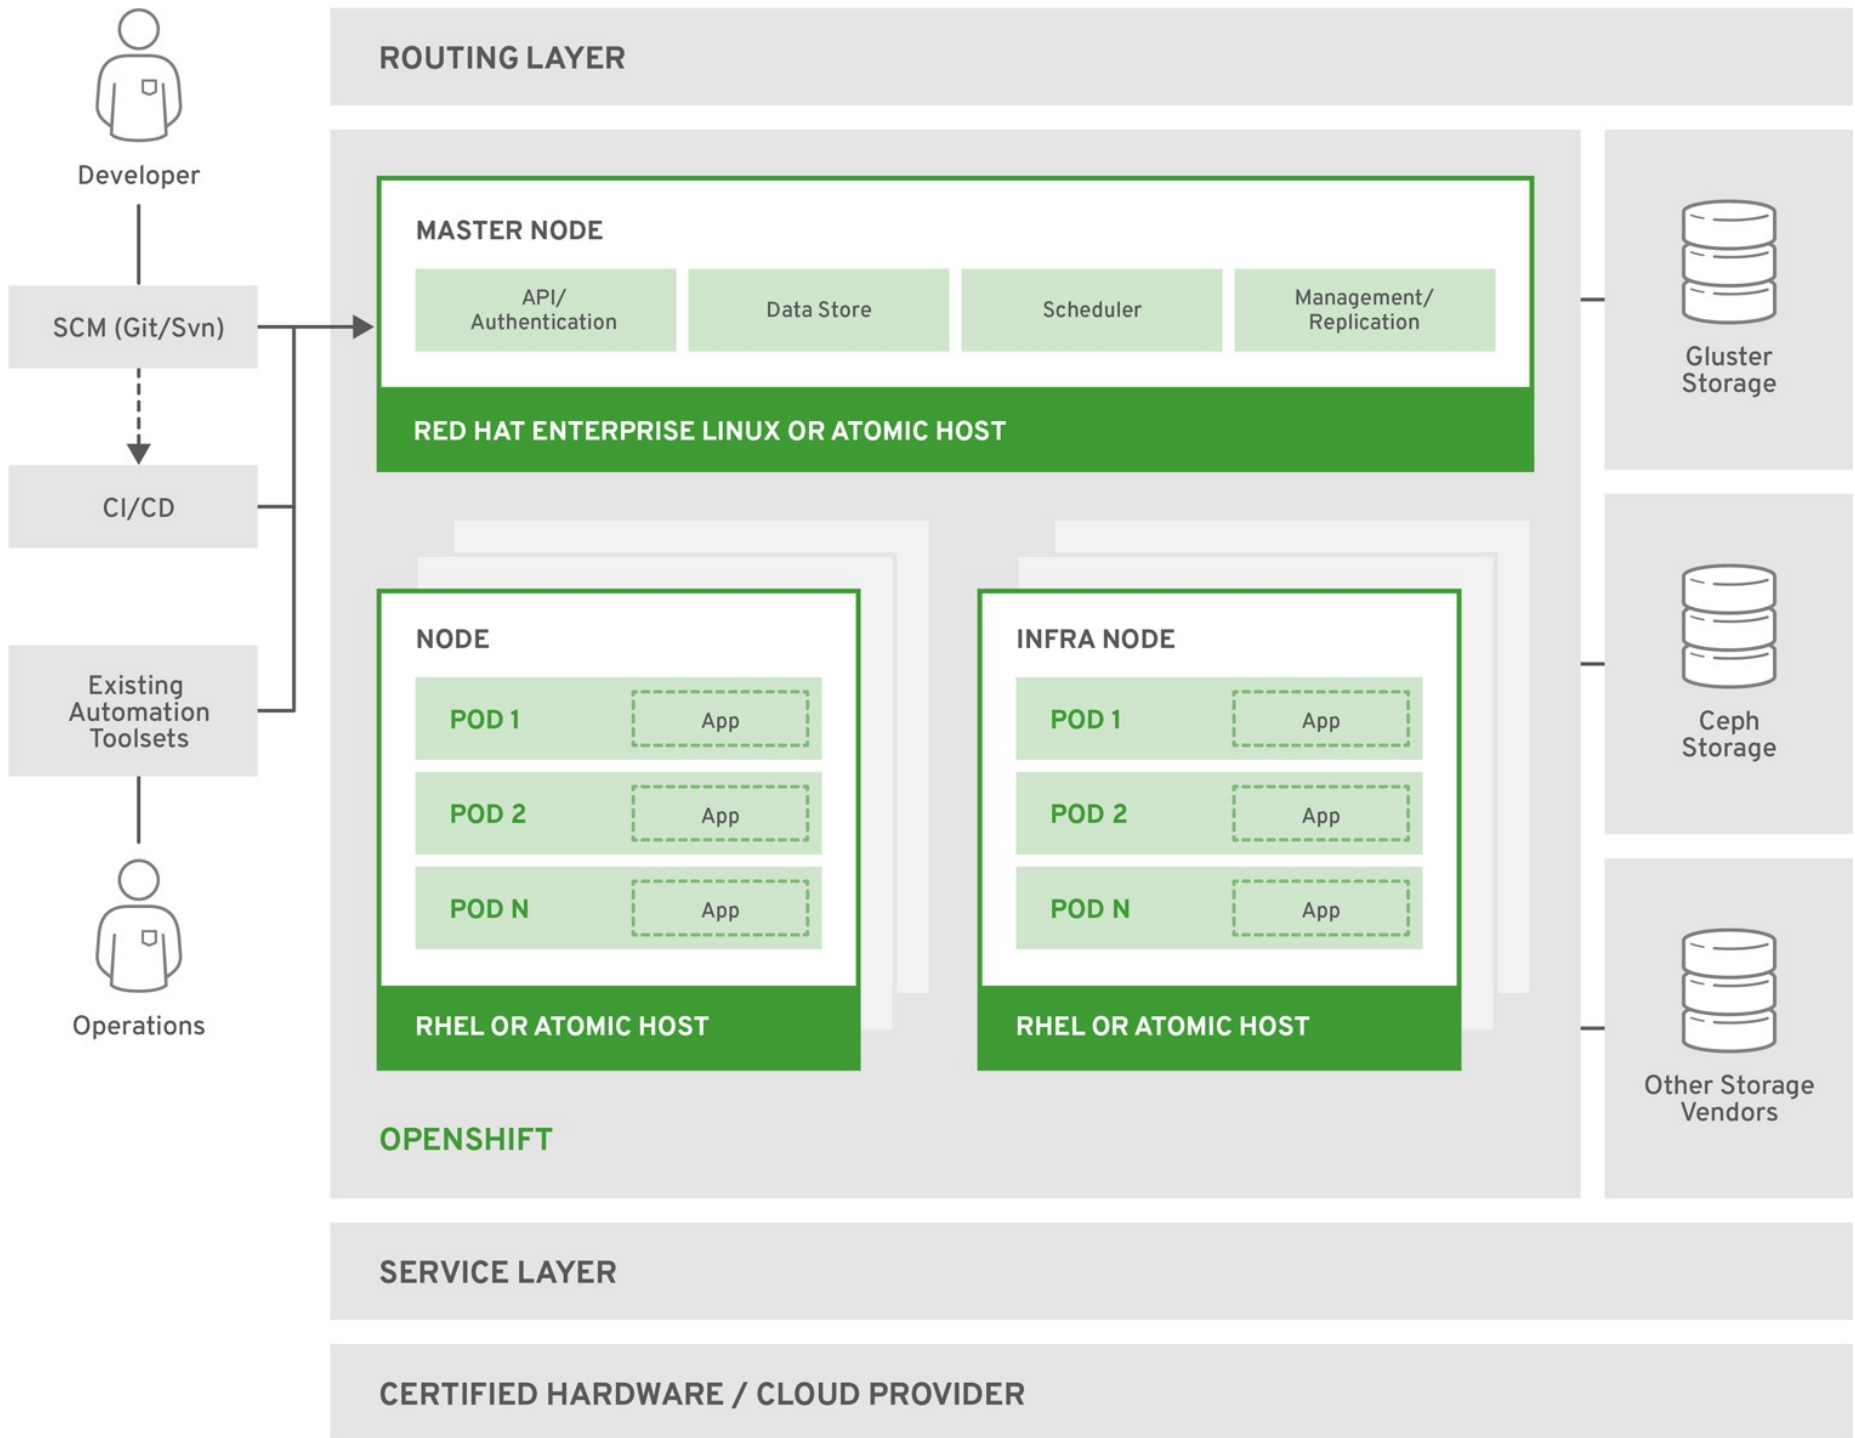 Developer
SCM (Git/Svn)
CI/CD
Existing
Automation
Toolsets
Operations
ROUTING LAYER
MASTER NODE
API/
Authentication
Data Store
Scheduler
Management/
Replication
RED HAT ENTERPRISE LINUX OR ATOMIC HOST
NODE
POD 1
App
POD 2
App
POD N
App
RHEL OR ATOMIC HOST
INFRA NODE
POD 1
App
POD 2
App
POD N
App
RHEL OR ATOMIC HOST
OPENSHIFT
Gluster
Storage
Ceph
Storage
Other Storage
Vendors
SERVICE LAYER
CERTIFIED HARDWARE / CLOUD PROVIDER